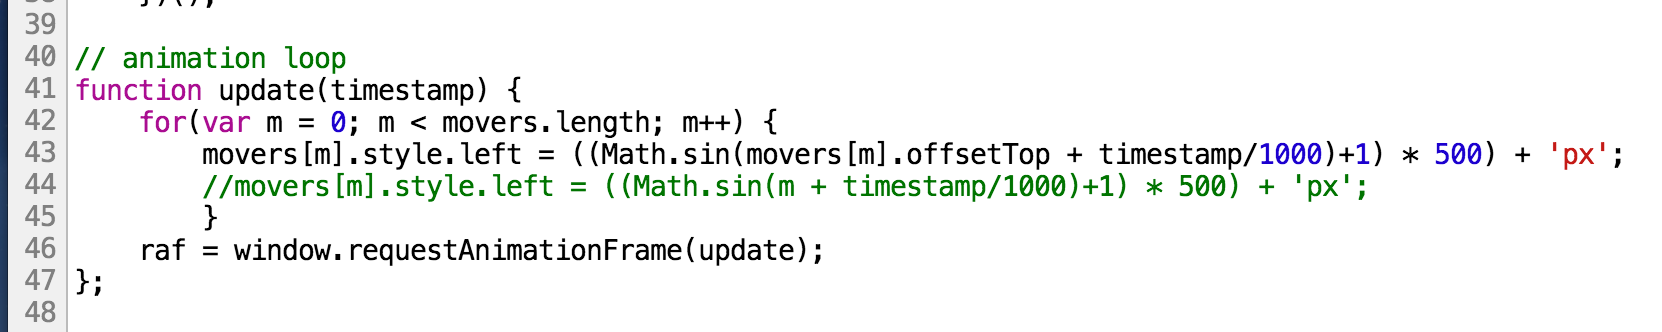 39
40 // animation loop
41 function update(timestamp) {
42     for(var m = 0; m < movers.length; m++) {
43         movers[m].style.left = ((Math.sin(movers[m].offsetTop + timestamp/1000)+1) * 500) + 'px';
44         //movers[m].style.left = ((Math.sin(m + timestamp/1000)+1) * 500) + 'px';
45         }
46     raf = window.requestAnimationFrame(update);
47 };
48